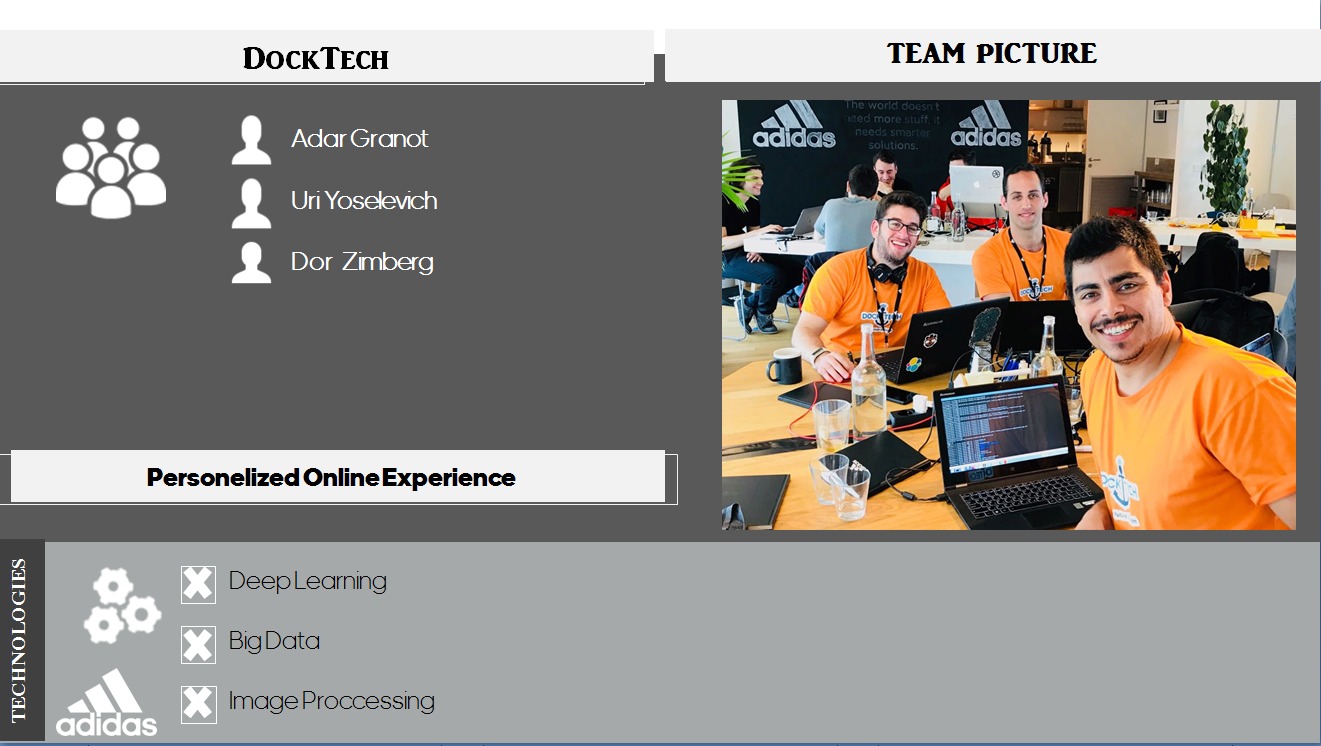 DockTech
TEAM PICTURE
Adar Granot
Uri Yoselevich
Dor Zimberg
adidas
The world doesn't
need more stuff, it
needs smarter
solutions.
adidas
DOCKTECH
Personelized Online Experience
TECHNOLOGIES
Deep Learning
Big Data
Image Proccessing
adidas